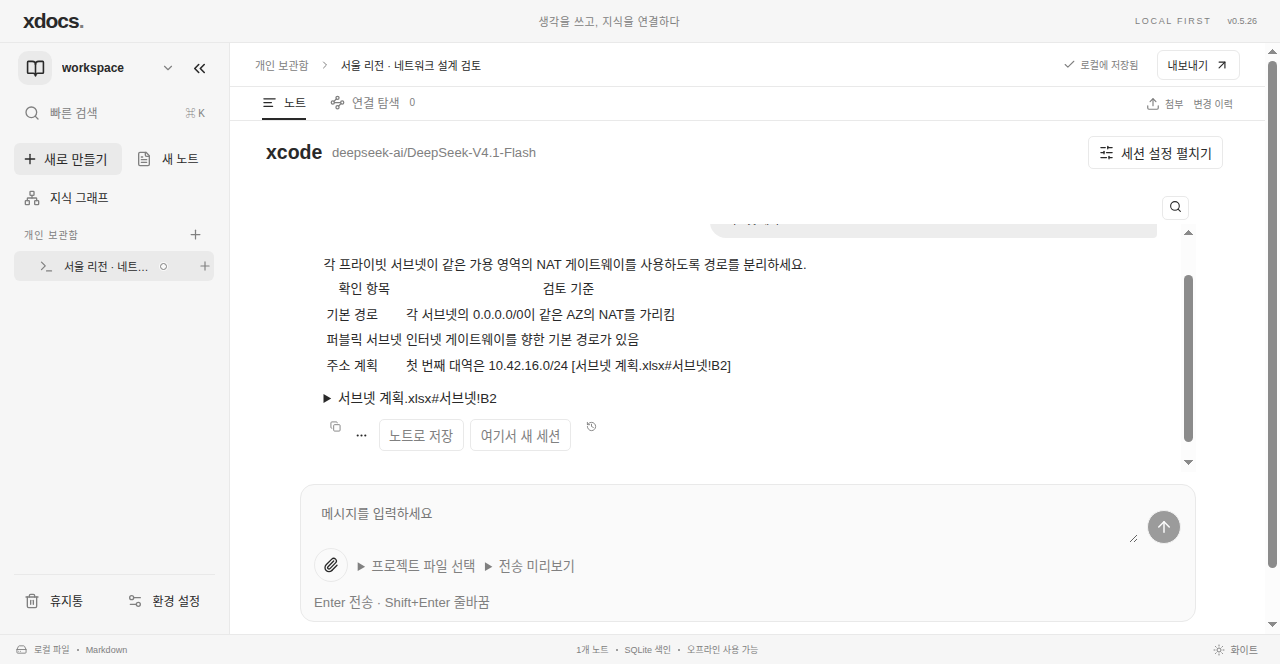 xdocs.
생각을 쓰고, 지식을 연결하다
LOCAL FIRST v0.5.26
workspace
빠른 검색 ⌘K
새로 만들기 새 노트
지식 그래프
개인 보관함
서울 리전 · 네트…
휴지통 환경 설정
개인 보관함 서울 리전 · 네트워크 설계 검토
로컬에 저장됨 내보내기
노트 연결 탐색 0
첨부 변경 이력
xcode deepseek-ai/DeepSeek-V4.1-Flash
세션 설정 펼치기
각 프라이빗 서브넷이 같은 가용 영역의 NAT 게이트웨이를 사용하도록 경로를 분리하세요.
확인 항목 검토 기준
기본 경로 각 서브넷의 0.0.0.0/0이 같은 AZ의 NAT를 가리킴
퍼블릭 서브넷 인터넷 게이트웨이를 향한 기본 경로가 있음
주소 계획 첫 번째 대역은 10.42.16.0/24 [서브넷 계획.xlsx#서브넷!B2]
▶ 서브넷 계획.xlsx#서브넷!B2
노트로 저장 여기서 새 세션
메시지를 입력하세요
▶ 프로젝트 파일 선택 ▶ 전송 미리보기
Enter 전송 · Shift+Enter 줄바꿈
로컬 파일 • Markdown
1개 노트 • SQLite 색인 • 오프라인 사용 가능
화이트